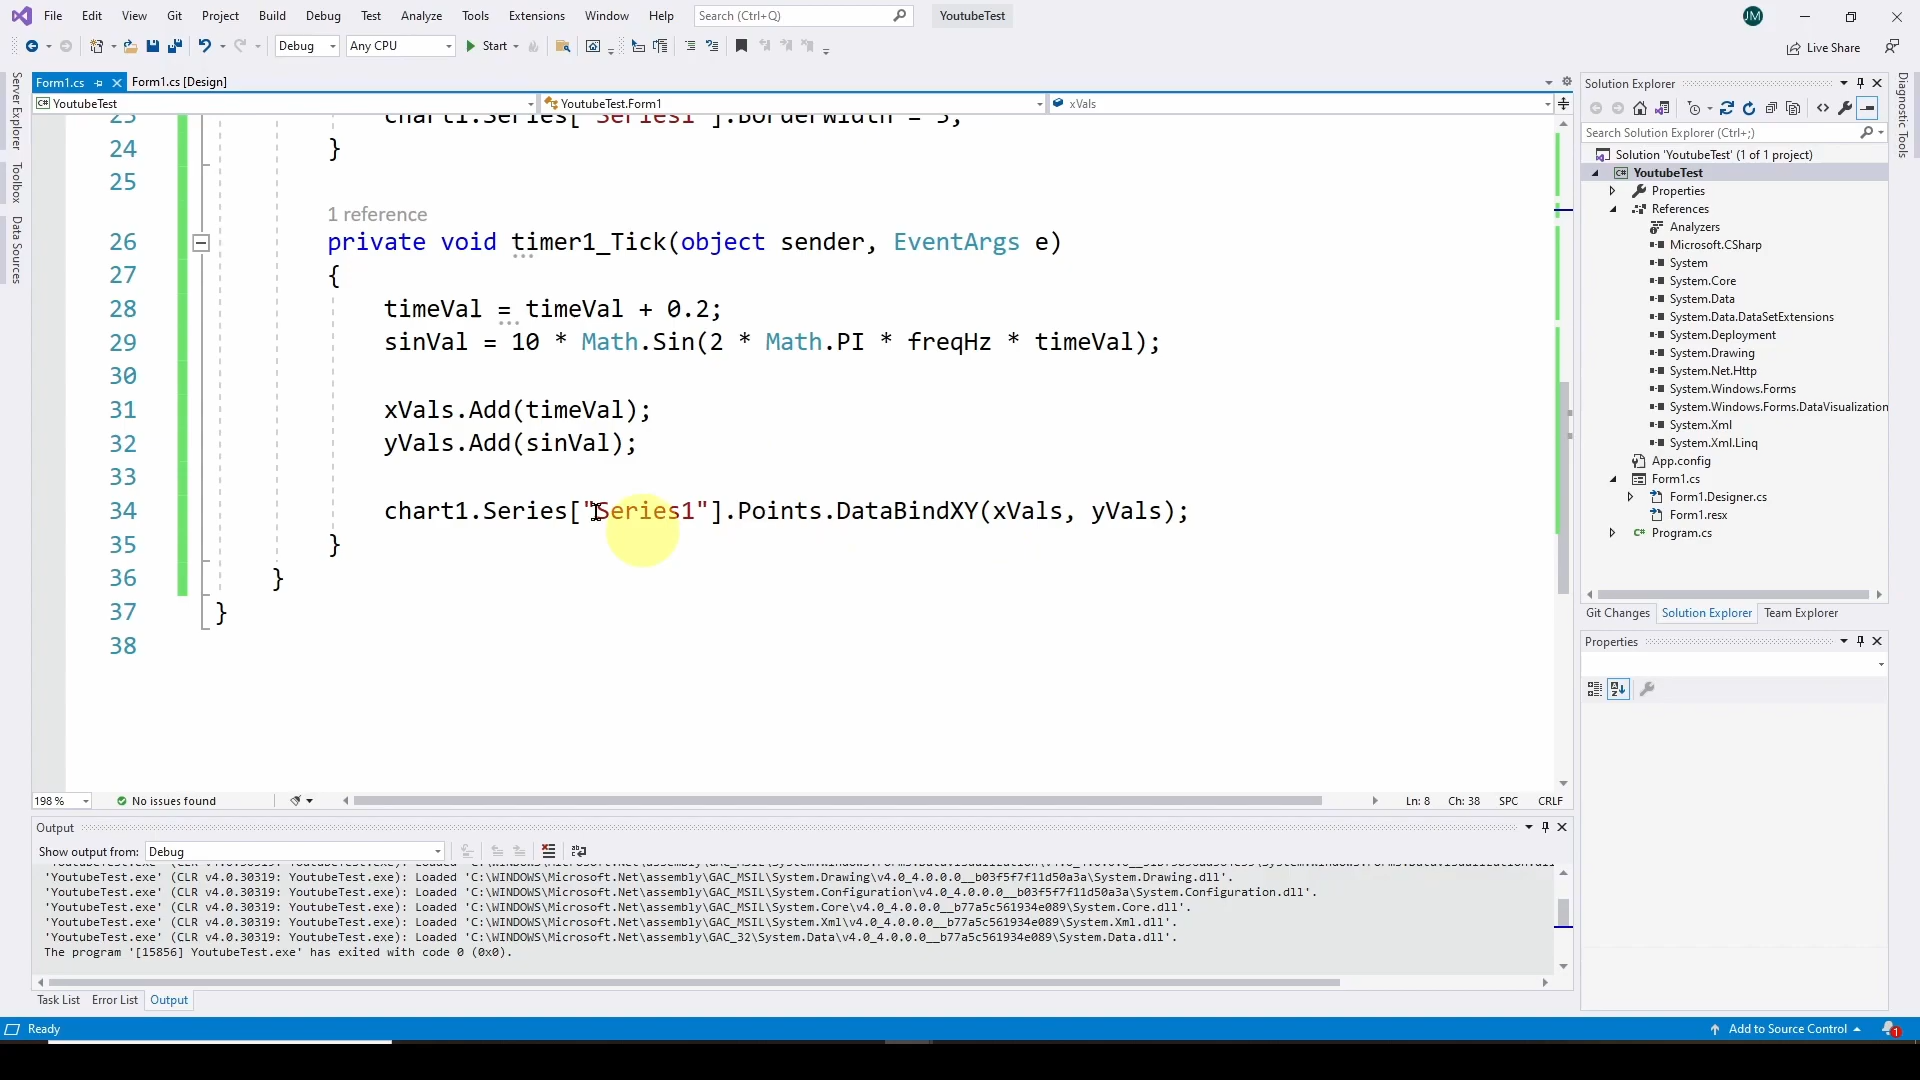 File Edit View Git Project Build Debug Test Analyze Tools Extensions Window Help Search (Ctrl+Q) YoutubeTest JM
Debug Any CPU Start Live Share
Server Explorer
Toolbox
Data Sources
Form1.cs Form1.cs [Design]
C# YoutubeTest YoutubeTest.Form1 xVals
23 chart1.Series["Series1"].BorderWidth = 3;
24 }
25
1 reference
26 private void timer1_Tick(object sender, EventArgs e)
27 {
28 timeVal = timeVal + 0.2;
29 sinVal = 10 * Math.Sin(2 * Math.PI * freqHz * timeVal);
30
31 xVals.Add(timeVal);
32 yVals.Add(sinVal);
33
34 chart1.Series["Series1"].Points.DataBindXY(xVals, yVals);
35 }
36 }
37 }
38
198 % No issues found Ln: 8 Ch: 38 SPC CRLF
Output
Show output from: Debug
'YoutubeTest.exe' (CLR v4.0.30319: YoutubeTest.exe): Loaded 'C:\WINDOWS\Microsoft.Net\assembly\GAC_MSIL\System.Drawing\v4.0_4.0.0.0__b03f5f7f11d50a3a\System.Drawing.dll'.
'YoutubeTest.exe' (CLR v4.0.30319: YoutubeTest.exe): Loaded 'C:\WINDOWS\Microsoft.Net\assembly\GAC_MSIL\System.Configuration\v4.0_4.0.0.0__b03f5f7f11d50a3a\System.Configuration.dll'.
'YoutubeTest.exe' (CLR v4.0.30319: YoutubeTest.exe): Loaded 'C:\WINDOWS\Microsoft.Net\assembly\GAC_MSIL\System.Core\v4.0_4.0.0.0__b77a5c561934e089\System.Core.dll'.
'YoutubeTest.exe' (CLR v4.0.30319: YoutubeTest.exe): Loaded 'C:\WINDOWS\Microsoft.Net\assembly\GAC_MSIL\System.Xml\v4.0_4.0.0.0__b77a5c561934e089\System.Xml.dll'.
'YoutubeTest.exe' (CLR v4.0.30319: YoutubeTest.exe): Loaded 'C:\WINDOWS\Microsoft.Net\assembly\GAC_32\System.Data\v4.0_4.0.0.0__b77a5c561934e089\System.Data.dll'.
The program '[15856] YoutubeTest.exe' has exited with code 0 (0x0).
Task List Error List Output
Solution Explorer
Search Solution Explorer (Ctrl+;)
Solution 'YoutubeTest' (1 of 1 project)
C# YoutubeTest
Properties
References
Analyzers
Microsoft.CSharp
System
System.Core
System.Data
System.Data.DataSetExtensions
System.Deployment
System.Drawing
System.Net.Http
System.Windows.Forms
System.Windows.Forms.DataVisualization
System.Xml
System.Xml.Linq
App.config
Form1.cs
Form1.Designer.cs
Form1.resx
C# Program.cs
Git Changes Solution Explorer Team Explorer
Properties
Diagnostic Tools
Ready Add to Source Control 1